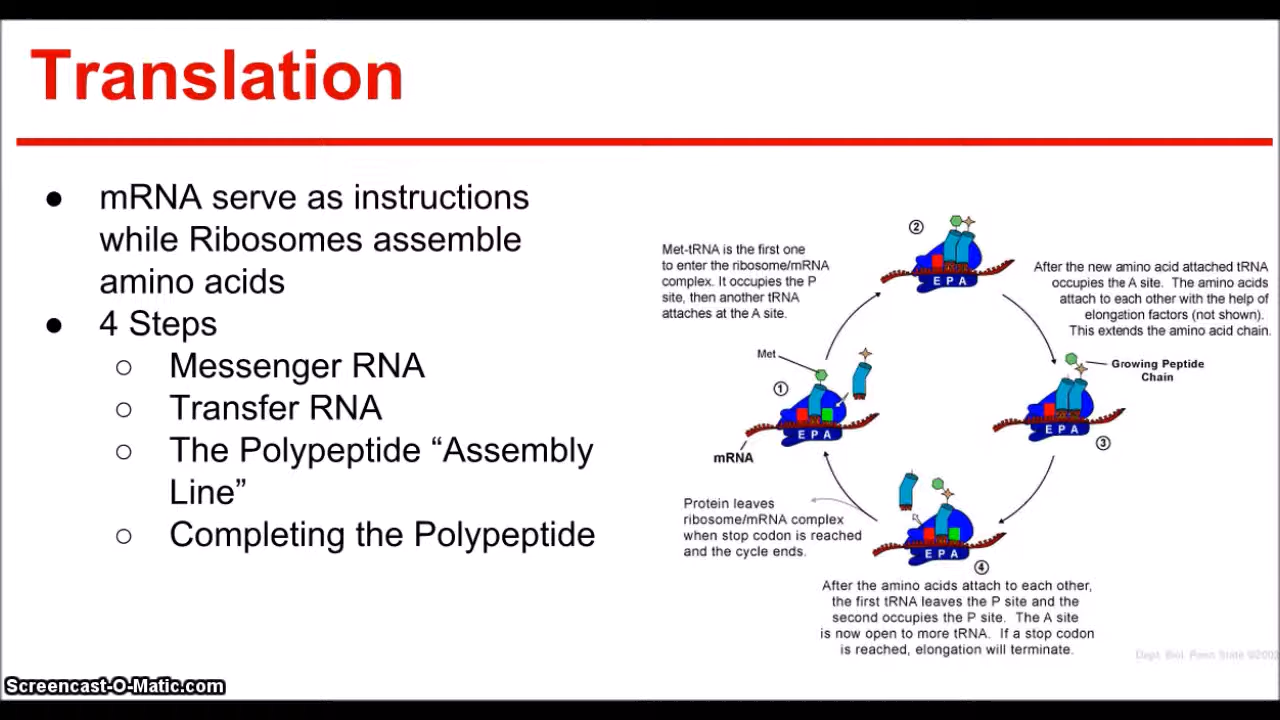 Translation
● mRNA serve as instructions
while Ribosomes assemble
amino acids
● 4 Steps
○ Messenger RNA
○ Transfer RNA
○ The Polypeptide “Assembly
Line”
○ Completing the Polypeptide
②
Met-tRNA is the first one
to enter the ribosome/mRNA
complex. It occupies the P
site, then another tRNA
attaches at the A site.
E P A
After the new amino acid attached tRNA
occupies the A site. The amino acids
attach to each other with the help of
elongation factors (not shown).
This extends the amino acid chain.
Met
①
E P A
mRNA
Growing Peptide
Chain
E P A
③
Protein leaves
ribosome/mRNA complex
when stop codon is reached
and the cycle ends.
E P A
④
After the amino acids attach to each other,
the first tRNA leaves the P site and the
second occupies the P site. The A site
is now open to more tRNA. If a stop codon
is reached, elongation will terminate.
Dept. Biol. Penn State ©2002
Screencast-O-Matic.com